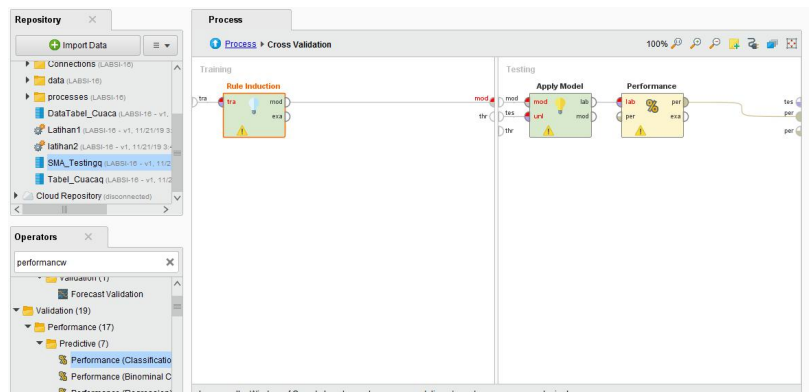 Repository
Import Data
Connections (LABSI-16)
data (LABSI-16)
processes (LABSI-16)
DataTabel_Cuaca (LABSI-16 - v1,
Latihan1 (LABSI-16 - v1, 11/21/19 3:
latihan2 (LABSI-16 - v1, 11/21/19 3:
SMA_Testingq (LABSI-16 - v1, 11/2
Tabel_Cuacaq (LABSI-16 - v1, 11/2
Cloud Repository (disconnected)
Operators
performancw
Validation (1)
Forecast Validation
Validation (19)
Performance (17)
Predictive (7)
Performance (Classificatio
Performance (Binominal C
Process
Process Cross Validation
100%
Training
Rule Induction
tra
tra
mod
exa
mod
thr
Testing
Apply Model
Performance
mod
tes
thr
mod
unl
lab
mod
lab
per
per
exa
tes
per
per